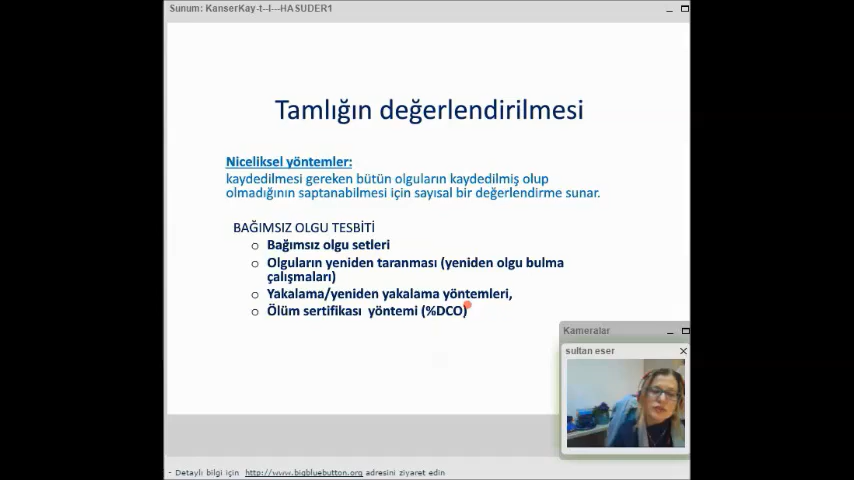 Sunum: KanserKay-t--l---HASUDER1
Tamlığın değerlendirilmesi
Niceliksel yöntemler:
kaydedilmesi gereken bütün olguların kaydedilmiş olup
olmadığının saptanabilmesi için sayısal bir değerlendirme sunar.
BAĞIMSIZ OLGU TESBİTİ
o Bağımsız olgu setleri
o Olguların yeniden taranması (yeniden olgu bulma
çalışmaları)
o Yakalama/yeniden yakalama yöntemleri,
o Ölüm sertifikası yöntemi (%DCO)
Kameralar
sultan eser
- Detaylı bilgi için http://www.bigbluebutton.org adresini ziyaret edin